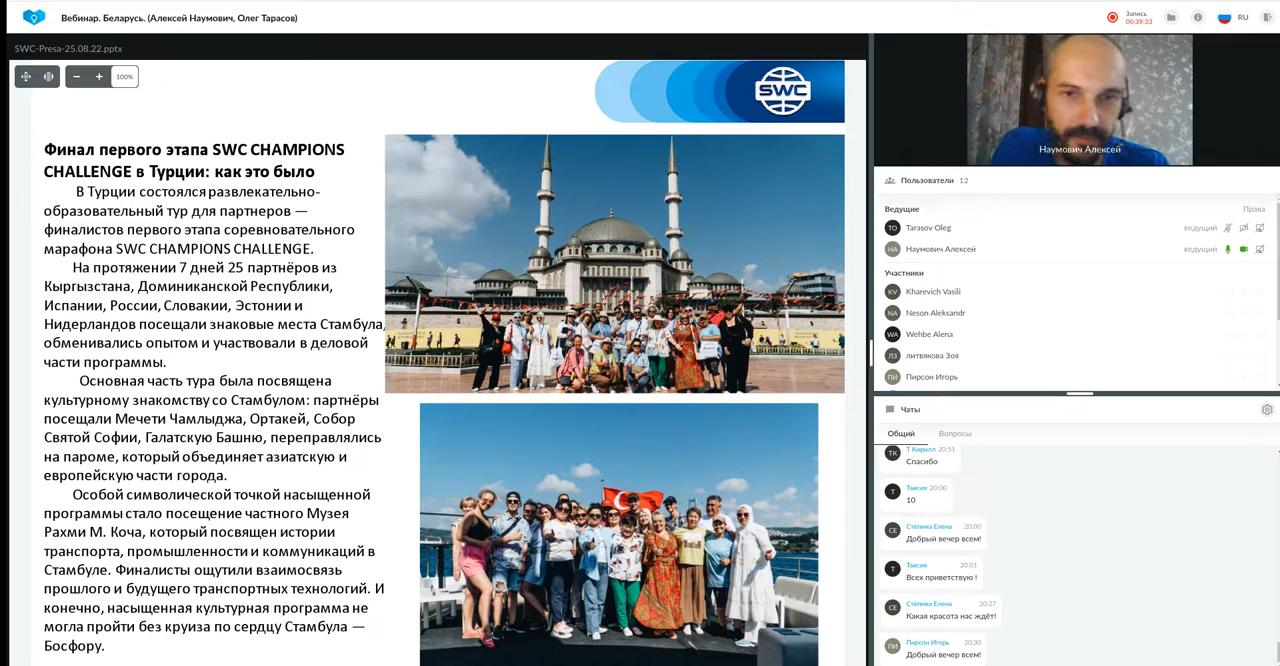 Вебинар. Беларусь. (Алексей Наумович, Олег Тарасов)
Запись
00:39:33
RU
SWC-Presa-25.08.22.pptx
100%
SWC
Финал первого этапа SWC CHAMPIONS
CHALLENGE в Турции: как это было
В Турции состоялся развлекательно-
образовательный тур для партнеров —
финалистов первого этапа соревновательного
марафона SWC CHAMPIONS CHALLENGE.
На протяжении 7 дней 25 партнёров из
Кыргызстана, Доминиканской Республики,
Испании, России, Словакии, Эстонии и
Нидерландов посещали знаковые места Стамбула,
обменивались опытом и участвовали в деловой
части программы.
Основная часть тура была посвящена
культурному знакомству со Стамбулом: партнёры
посещали Мечети Чамлыджа, Ортакей, Собор
Святой Софии, Галатскую Башню, переправлялись
на пароме, который объединяет азиатскую и
европейскую части города.
Особой символической точкой насыщенной
программы стало посещение частного Музея
Рахми М. Коча, который посвящен истории
транспорта, промышленности и коммуникаций в
Стамбуле. Финалисты ощутили взаимосвязь
прошлого и будущего транспортных технологий. И
конечно, насыщенная культурная программа не
могла пройти без круиза по сердцу Стамбула —
Босфору.
Наумович Алексей
Пользователи 12
Ведущие Права
TO Tarasov Oleg ведущий
НА Наумович Алексей ведущий
Участники
KV Kharevich Vasili
NA Neson Aleksandr
WA Wehbe Alena
ЛЗ литвякова Зоя
ПИ Пирсон Игорь
Чаты
Общий Вопросы
ТК Т Кирилл 20:51
Спасибо
Т Таисия 20:00
10
СЕ Стёпика Елена 20:00
Добрый вечер всем!
Т Таисия 20:01
Всех приветствую !
СЕ Стёпика Елена 20:27
Какая красота нас ждёт!
ПИ Пирсон Игорь 20:30
Добрый вечер всем!